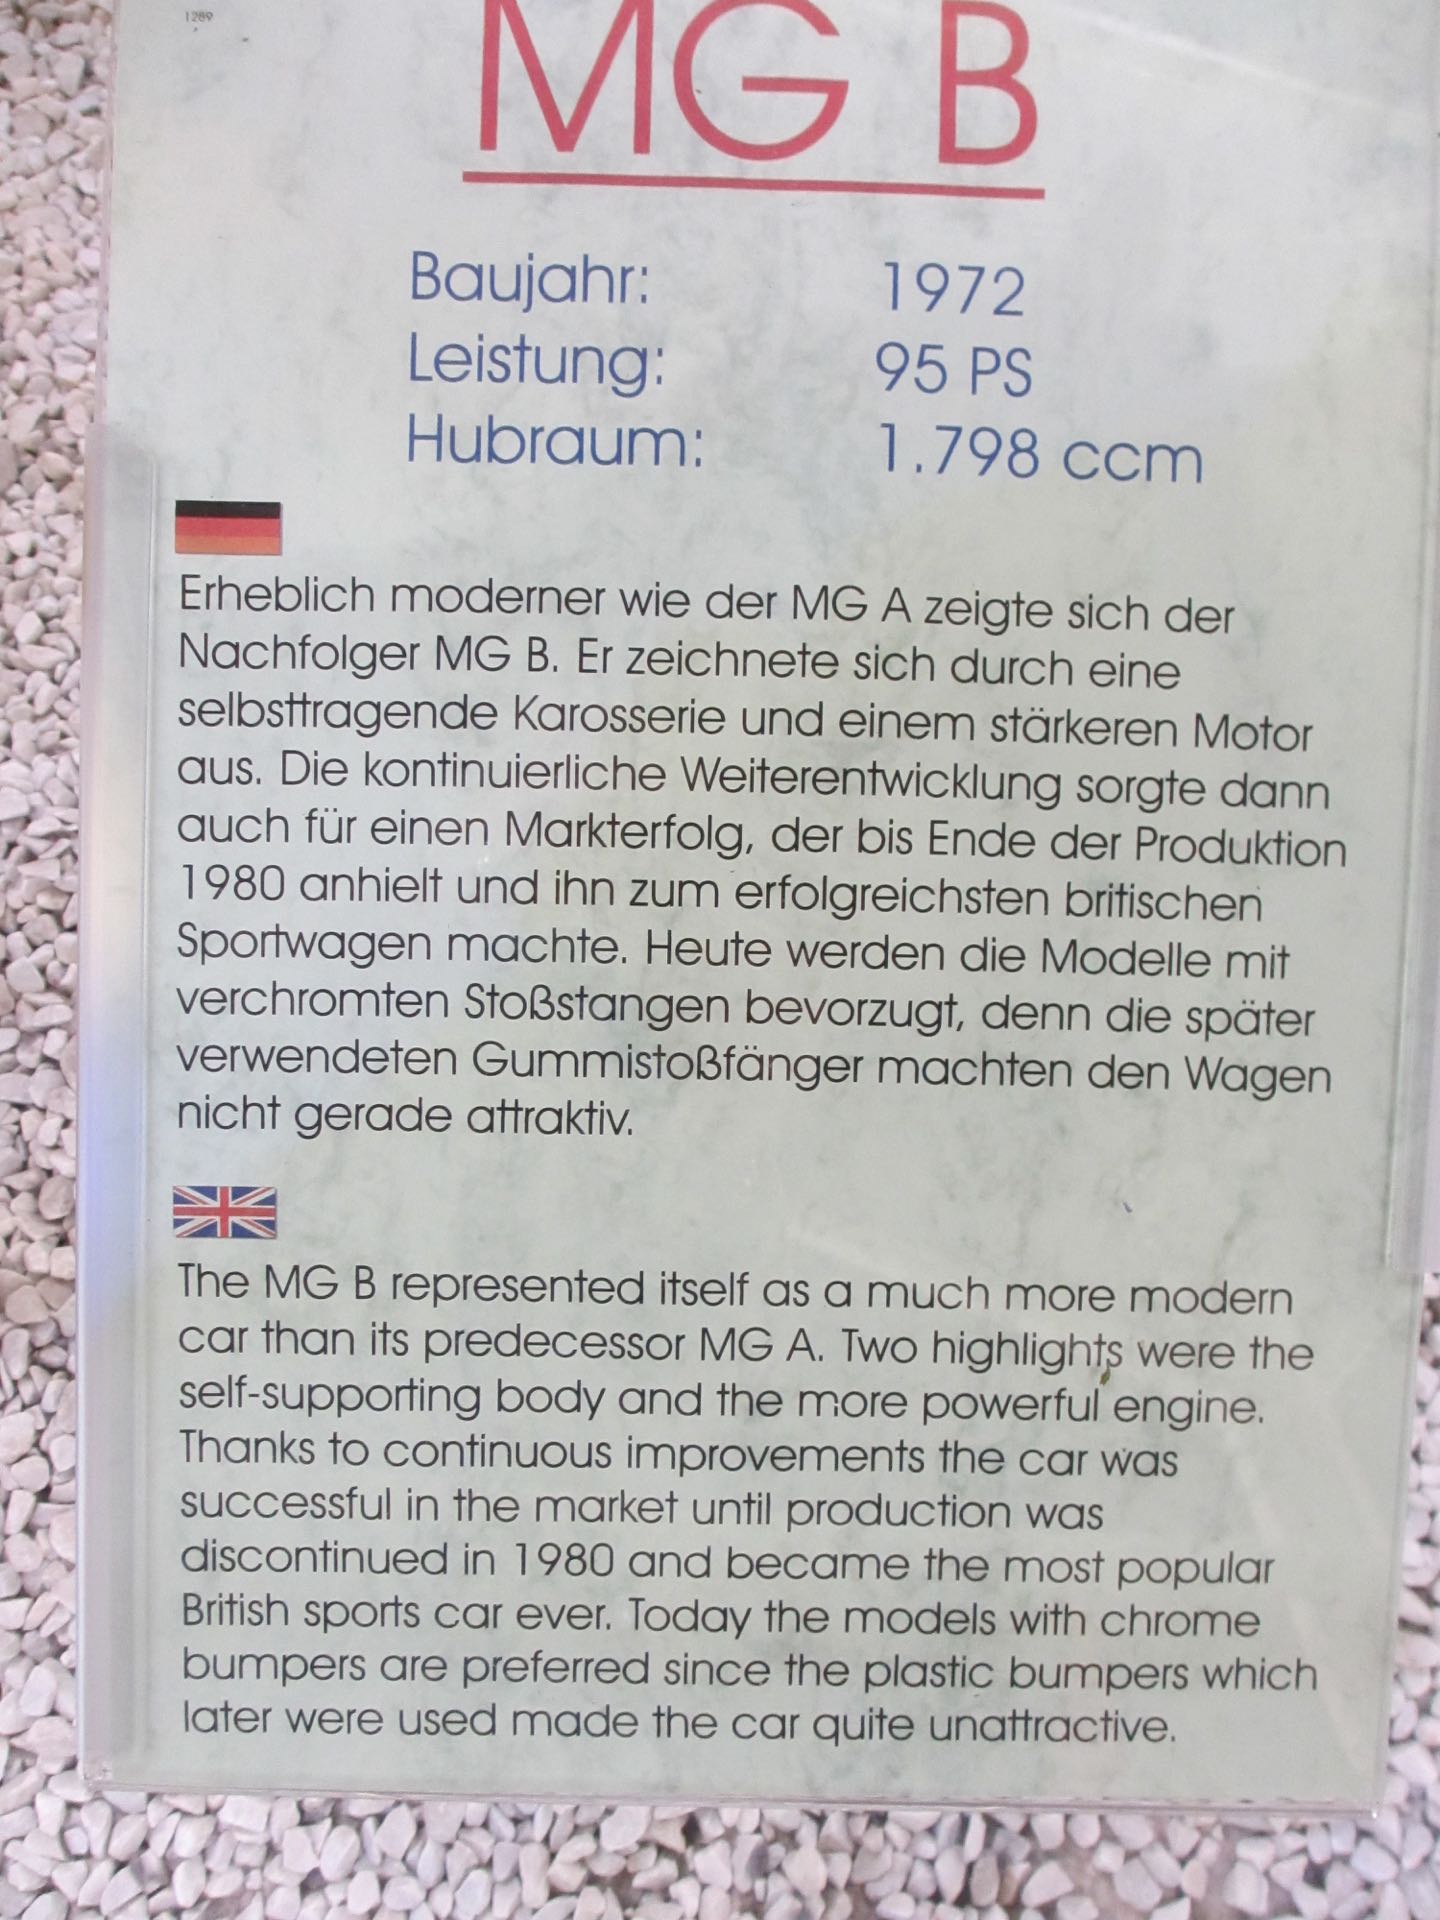 1289
MG B
Baujahr: 1972
Leistung: 95 PS
Hubraum: 1.798 ccm
Erheblich moderner wie der MG A zeigte sich der
Nachfolger MG B. Er zeichnete sich durch eine
selbsttragende Karosserie und einem stärkeren Motor
aus. Die kontinuierliche Weiterentwicklung sorgte dann
auch für einen Markterfolg, der bis Ende der Produktion
1980 anhielt und ihn zum erfolgreichsten britischen
Sportwagen machte. Heute werden die Modelle mit
verchromten Stoßstangen bevorzugt, denn die später
verwendeten Gummistoßfänger machten den Wagen
nicht gerade attraktiv.
The MG B represented itself as a much more modern
car than its predecessor MG A. Two highlights were the
self-supporting body and the more powerful engine.
Thanks to continuous improvements the car was
successful in the market until production was
discontinued in 1980 and became the most popular
British sports car ever. Today the models with chrome
bumpers are preferred since the plastic bumpers which
later were used made the car quite unattractive.